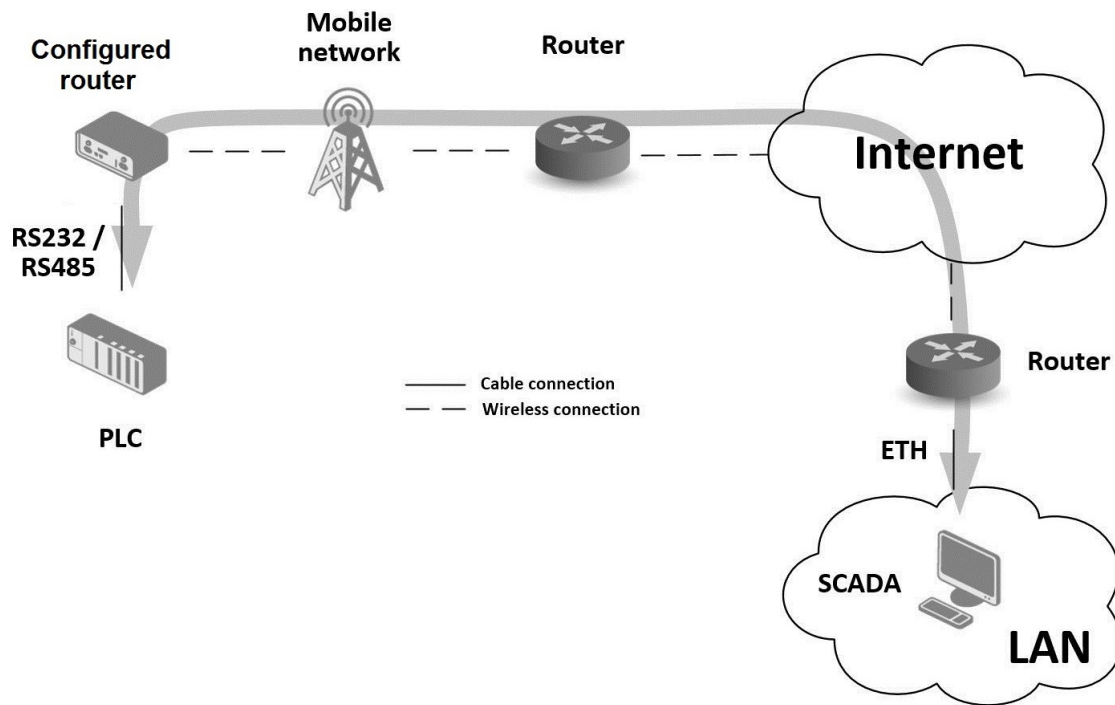 Configured
router
Mobile
network
Router
Internet
RS232 /
RS485
PLC
Cable connection
Wireless connection
Router
ETH
SCADA
LAN